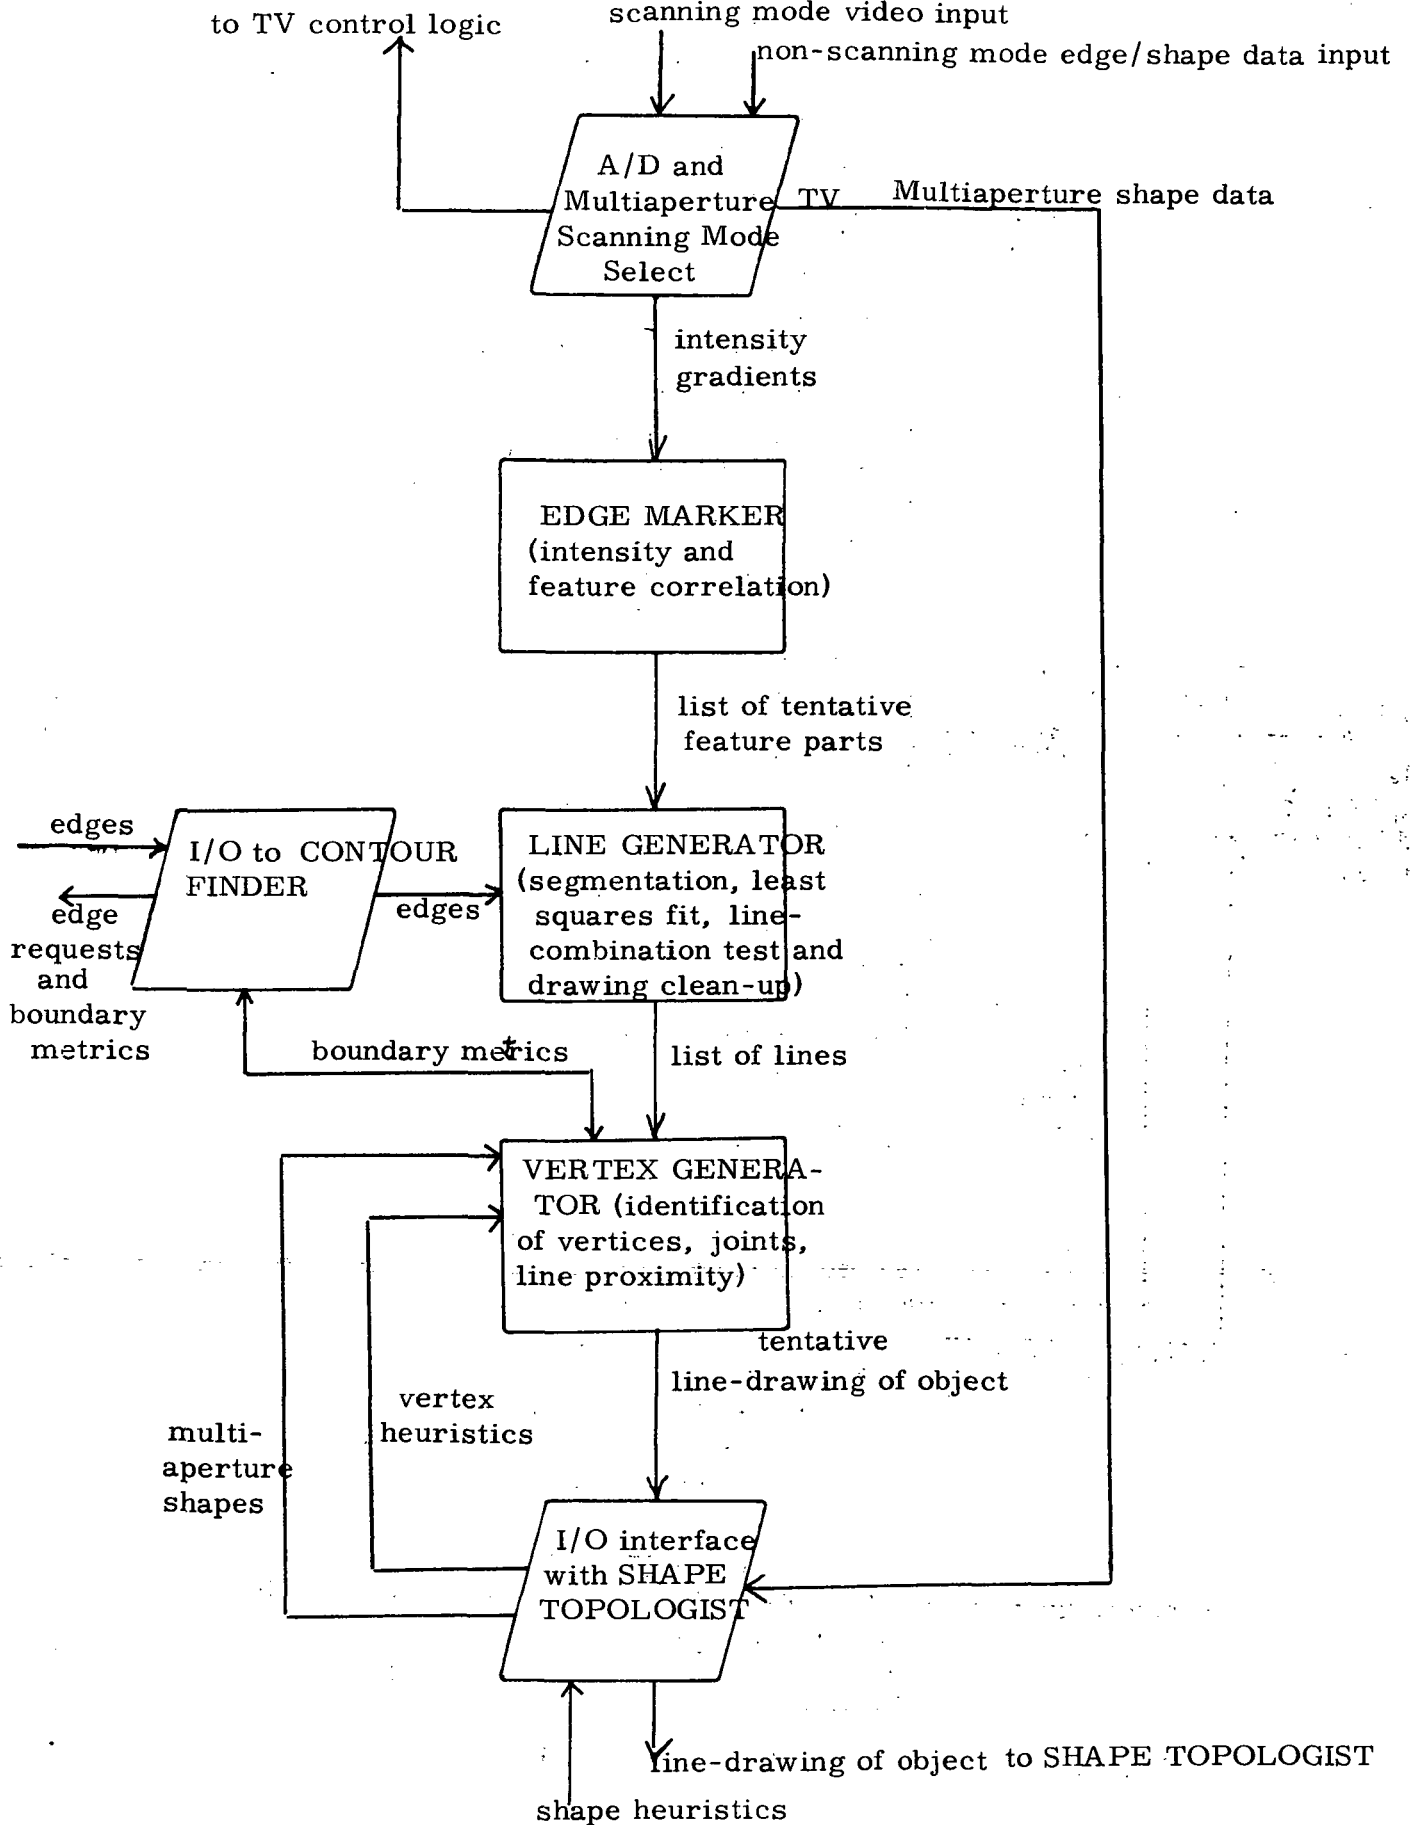 to TV control logic
scanning mode video input
non-scanning mode edge/shape data input
A/D and
Multiaperture TV
Scanning Mode
Select
Multiaperture shape data
intensity
gradients
EDGE MARKER
(intensity and
feature correlation)
list of tentative
feature parts
edges
I/O to CONTOUR
FINDER
edge
requests
and
boundary
metrics
edges
LINE GENERATOR
(segmentation, least
squares fit, line-
combination test and
drawing clean-up)
boundary metrics
list of lines
VERTEX GENERA-
TOR (identification
of vertices, joints,
line proximity)
tentative
line-drawing of object
vertex
heuristics
multi-
aperture
shapes
I/O interface
with SHAPE
TOPOLOGIST
line-drawing of object to SHAPE TOPOLOGIST
shape heuristics